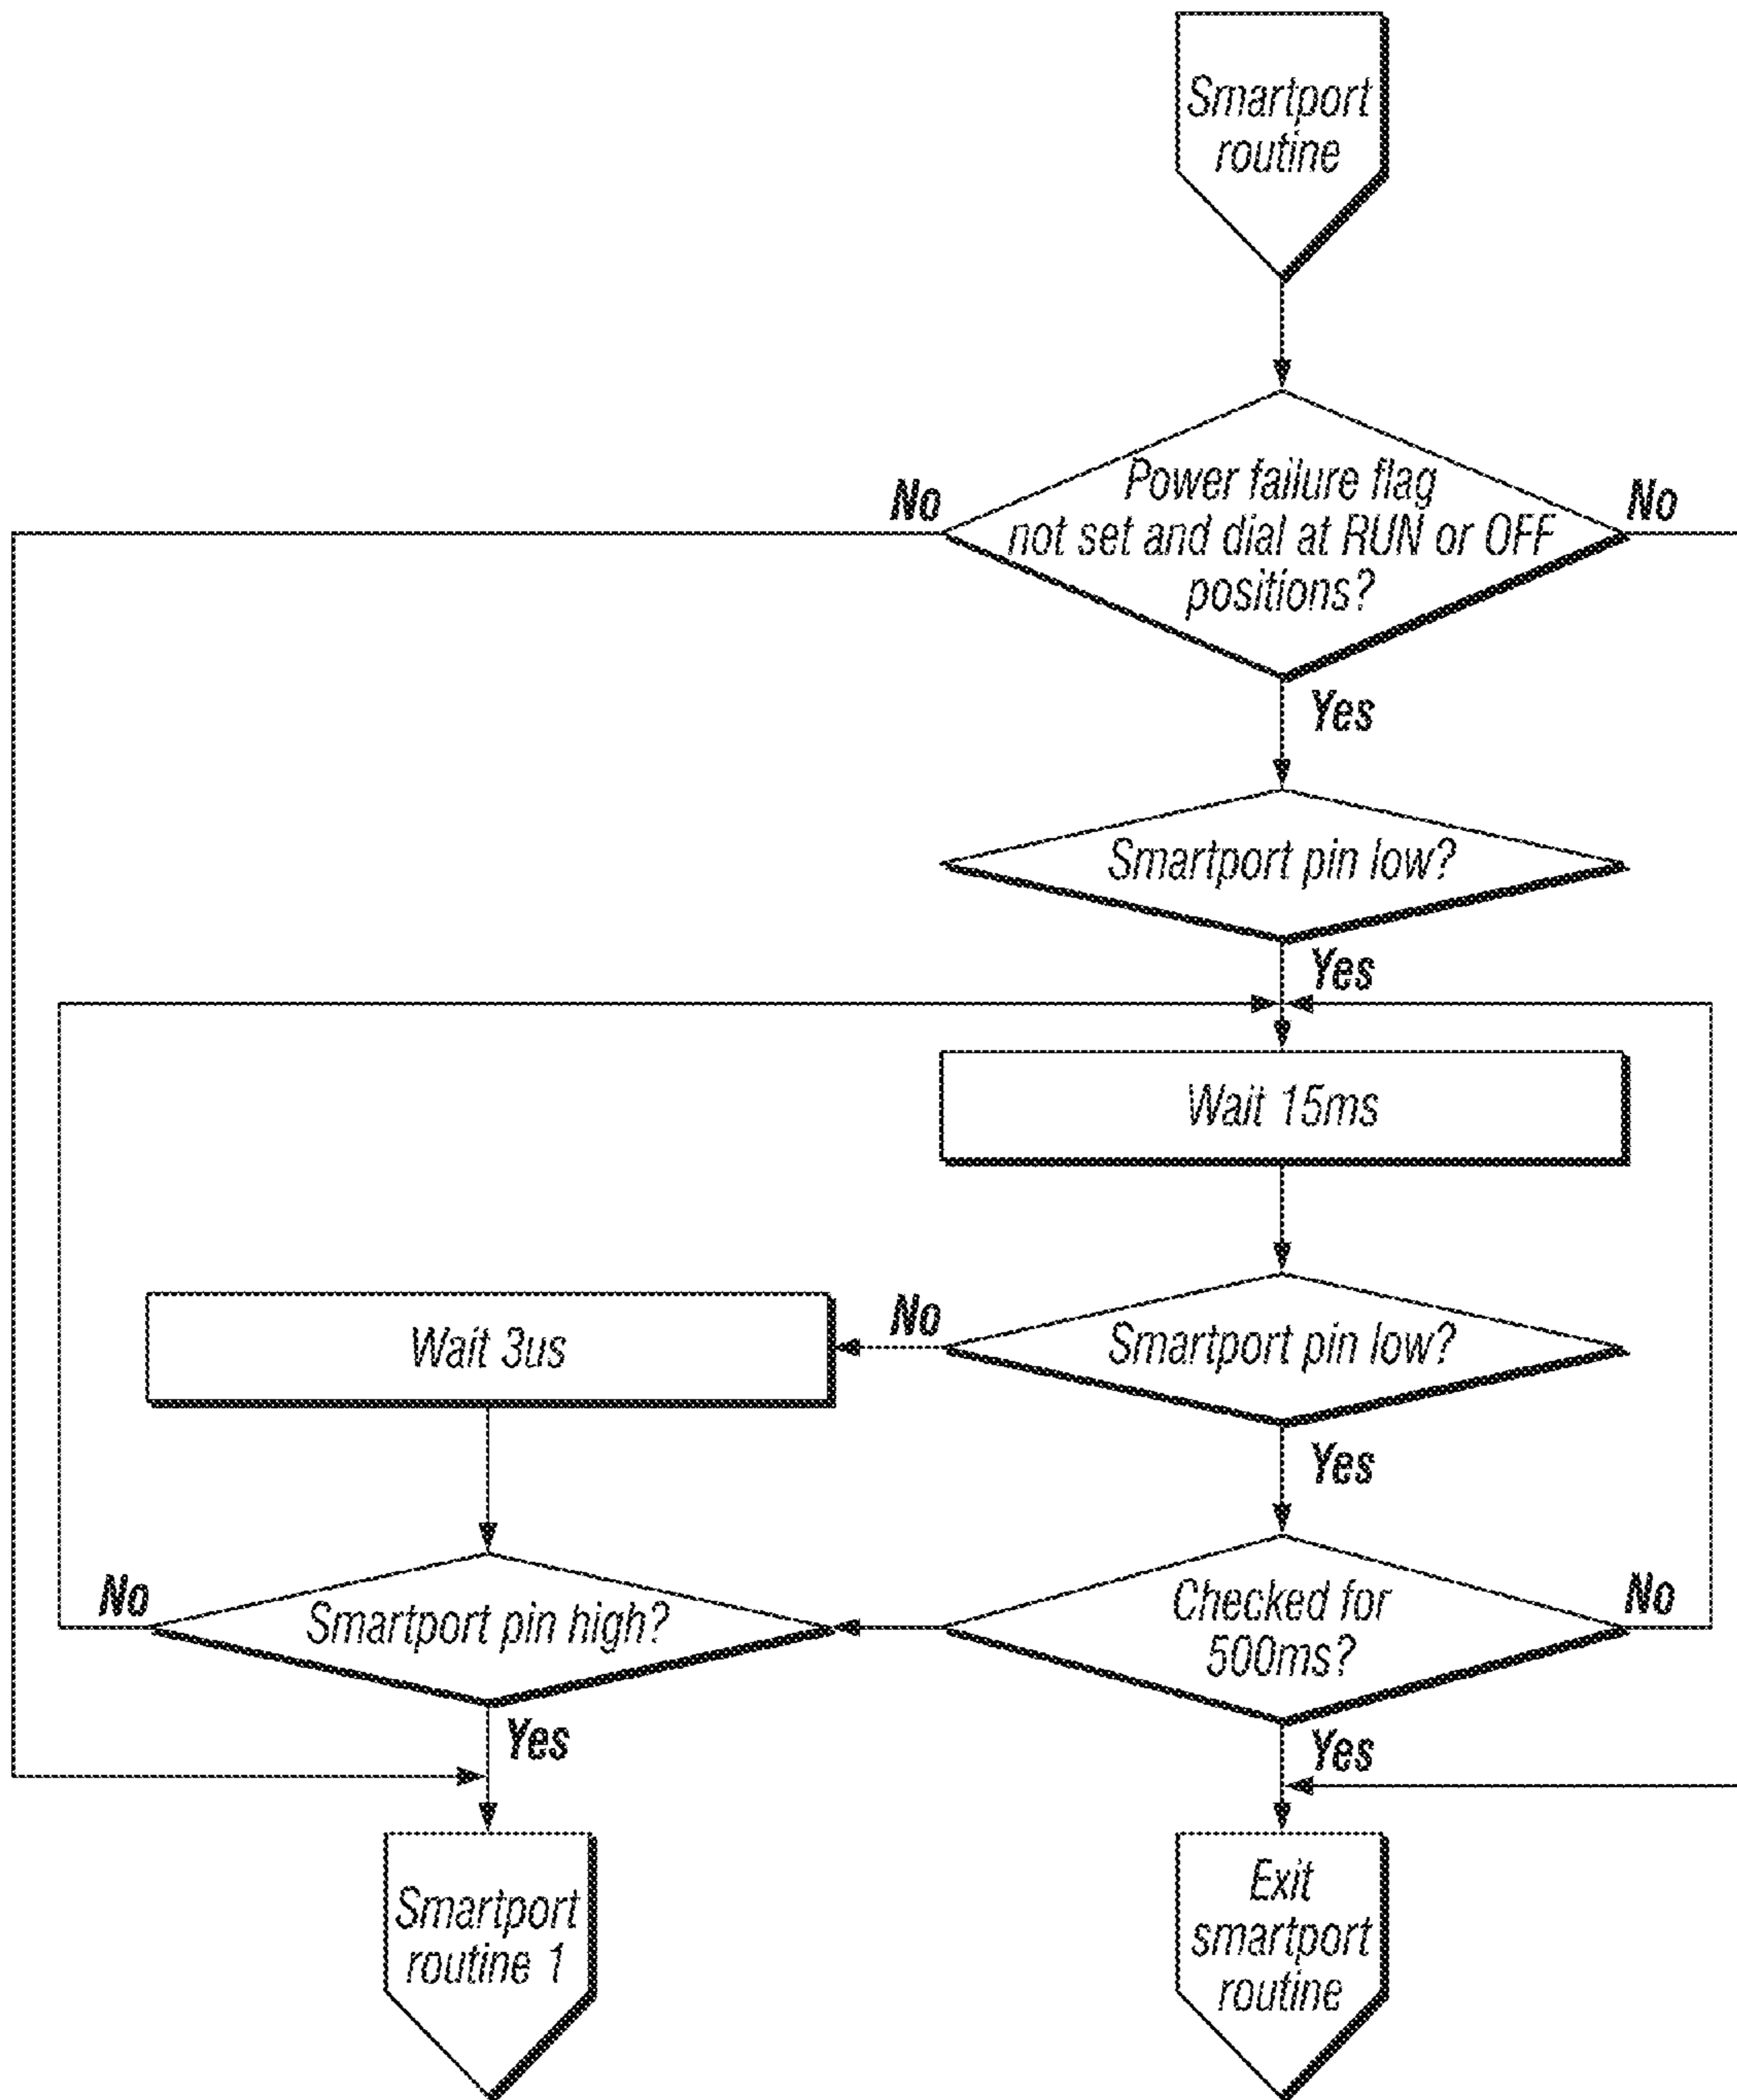 Smartport
routine
No
Power failure flag
not set and dial at RUN or OFF
positions?
No
Yes
Smartport pin low?
Yes
Wait 15ms
Wait 3us
No
Smartport pin low?
Yes
No
Smartport pin high?
Checked for
500ms?
No
Yes
Yes
Smartport
routine 1
Exit
smartport
routine